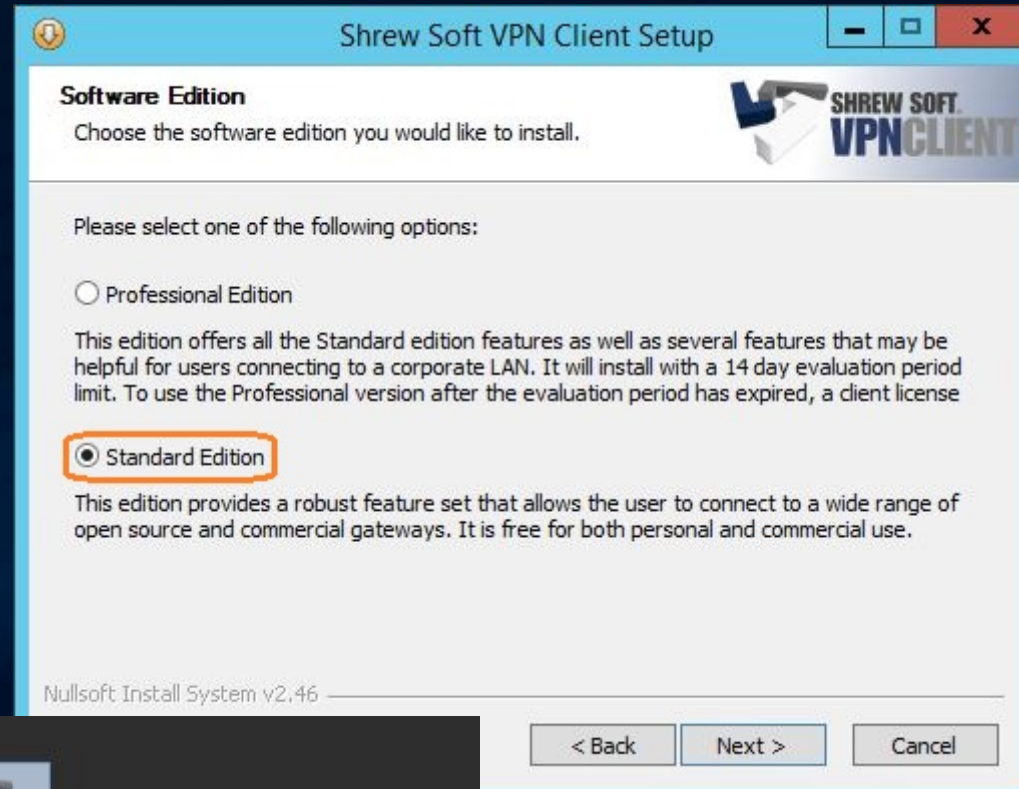 Shrew Soft VPN Client Setup
Software Edition
Choose the software edition you would like to install.
SHREW SOFT
VPNCLIENT
Please select one of the following options:
Professional Edition
This edition offers all the Standard edition features as well as several features that may be
helpful for users connecting to a corporate LAN. It will install with a 14 day evaluation period
limit. To use the Professional version after the evaluation period has expired, a client license
Standard Edition
This edition provides a robust feature set that allows the user to connect to a wide range of
open source and commercial gateways. It is free for both personal and commercial use.
Nullsoft Install System v2.46
< Back Next > Cancel